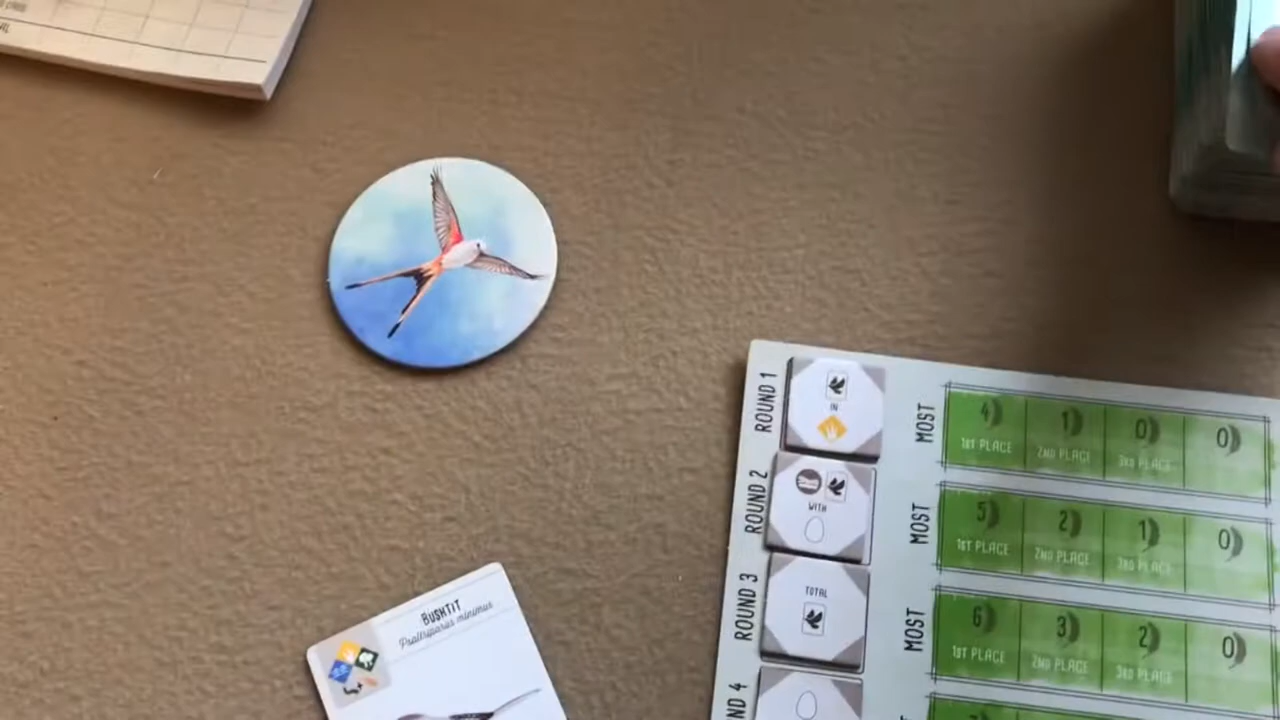 ROUND 1
IN
MOST
4
1
0
0
1ST PLACE
2ND PLACE
3RD PLACE
ROUND 2
WITH
MOST
5
2
1
0
1ST PLACE
2ND PLACE
3RD PLACE
BUSHTIT
Psaltriparus minimus
ROUND 3
TOTAL
MOST
6
3
2
0
1ST PLACE
2ND PLACE
3RD PLACE
ND 4